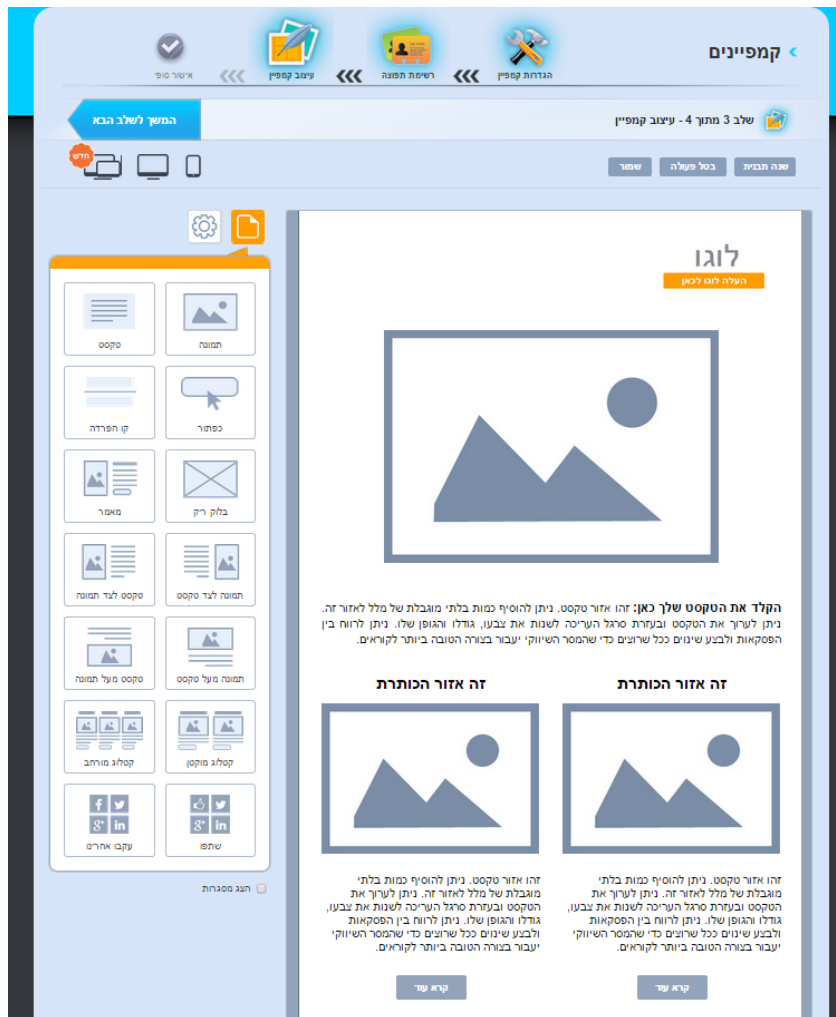 קמפיינים
הגדרות קמפיין
רשימת תפוצה
עיצוב קמפיין
אישור סופי
שלב 3 מתוך 4 - עיצוב קמפיין
המשך לשלב הבא
שנה תבנית
בטל פעולה
שמור
חדש
לוגו
העלה לוגו לכאן
הקלד את הטקסט שלך כאן: זהו אזור טקסט. ניתן להוסיף כמות בלתי מוגבלת של מלל לאזור זה.
ניתן לערוך את הטקסט ובעזרת סרגל העריכה לשנות את צבעו, גודלו והגופן שלו. ניתן לרווח בין
הפסקאות ולבצע שינוים ככל שרוצים כדי שהמסר השיווקי יעבור בצורה הטובה ביותר לקוראים.
זה אזור הכותרת
זהו אזור טקסט. ניתן להוסיף כמות בלתי
מוגבלת של מלל לאזור זה. ניתן לערוך את
הטקסט ובעזרת סרגל העריכה לשנות את צבעו,
גודלו והגופן שלו. ניתן לרווח בין הפסקאות
ולבצע שינוים ככל שרוצים כדי שהמסר השיווקי
יעבור בצורה הטובה ביותר לקוראים.
קרא עוד
זה אזור הכותרת
זהו אזור טקסט. ניתן להוסיף כמות בלתי
מוגבלת של מלל לאזור זה. ניתן לערוך את
הטקסט ובעזרת סרגל העריכה לשנות את צבעו,
גודלו והגופן שלו. ניתן לרווח בין הפסקאות
ולבצע שינוים ככל שרוצים כדי שהמסר השיווקי
יעבור בצורה הטובה ביותר לקוראים.
קרא עוד
תמונה
טקסט
כפתור
קו הפרדה
בלוק ריק
מאמר
תמונה לצד טקסט
טקסט לצד תמונה
תמונה מעל טקסט
טקסט מעל תמונה
קטלוג מוקטן
קטלוג מורחב
שתפו
עקבו אחרינו
הצג מסגרות